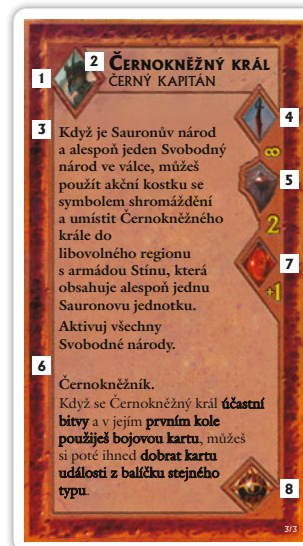 2 ČERNOKNĚŽNÝ KRÁL
1 ČERNÝ KAPITÁN
4
3 Když je Sauronův národ
a alespoň jeden Svobodný
národ ve válce, můžeš
použít akční kostku se
symbolem shromáždění
a umístit Černokněžného
krále do
libovolného regionu
s armádou Stínu, která
obsahuje alespoň jednu
Sauronovu jednotku.
Aktivuj všechny
Svobodné národy.
∞
5
2
7
+1
6
Černokněžník.
Když se Černokněžný král účastní
bitvy a v jejím prvním kole
použiješ bojovou kartu, můžeš
si poté ihned dobrat kartu
události z balíčku stejného
typu.
8
3/3